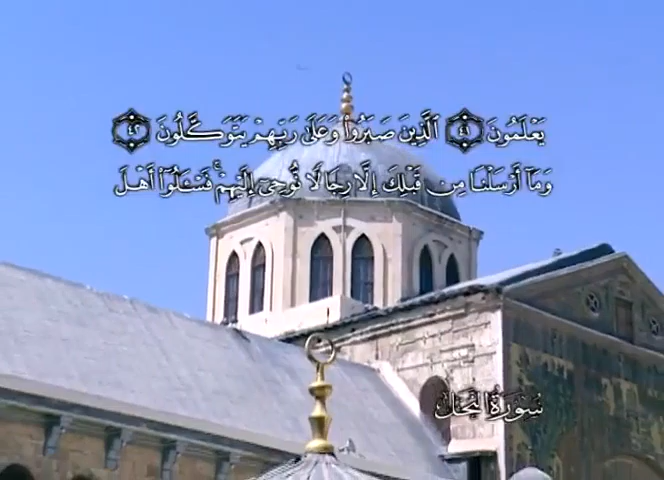 يَعْلَمُونَ ٤١ ٱلَّذِينَ صَبَرُوا۟ وَعَلَىٰ رَبِّهِمْ يَتَوَكَّلُونَ ٤٢
وَمَآ أَرْسَلْنَا مِن قَبْلِكَ إِلَّا رِجَالًا نُّوحِىٓ إِلَيْهِمْ ۚ فَسْـَٔلُوٓا۟ أَهْلَ
سُورَةُ النَّحْلِ